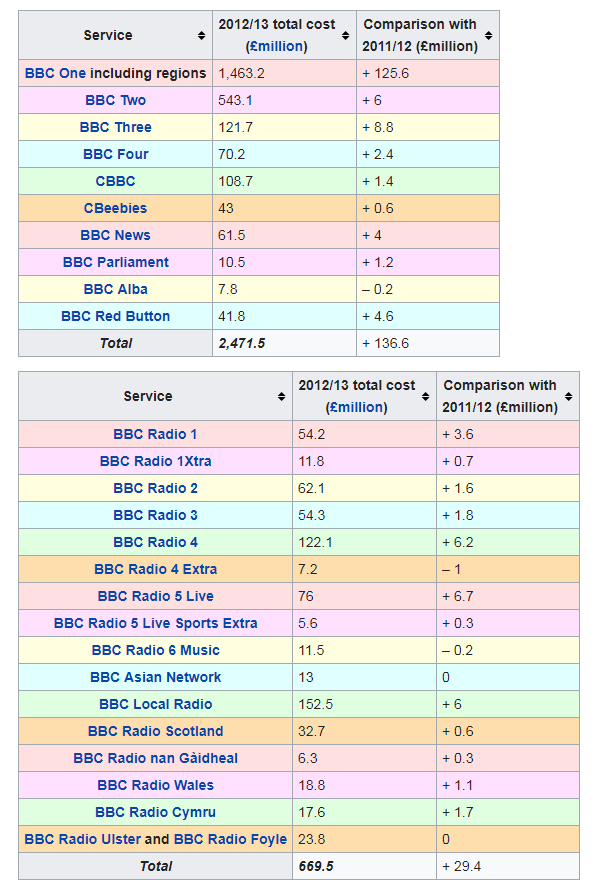 Service 2012/13 total cost (£million) Comparison with 2011/12 (£million)
BBC One including regions 1,463.2 + 125.6
BBC Two 543.1 + 6
BBC Three 121.7 + 8.8
BBC Four 70.2 + 2.4
CBBC 108.7 + 1.4
CBeebies 43 + 0.6
BBC News 61.5 + 4
BBC Parliament 10.5 + 1.2
BBC Alba 7.8 – 0.2
BBC Red Button 41.8 + 4.6
Total 2,471.5 + 136.6
Service 2012/13 total cost (£million) Comparison with 2011/12 (£million)
BBC Radio 1 54.2 + 3.6
BBC Radio 1Xtra 11.8 + 0.7
BBC Radio 2 62.1 + 1.6
BBC Radio 3 54.3 + 1.8
BBC Radio 4 122.1 + 6.2
BBC Radio 4 Extra 7.2 – 1
BBC Radio 5 Live 76 + 6.7
BBC Radio 5 Live Sports Extra 5.6 + 0.3
BBC Radio 6 Music 11.5 – 0.2
BBC Asian Network 13 0
BBC Local Radio 152.5 + 6
BBC Radio Scotland 32.7 + 0.6
BBC Radio nan Gàidheal 6.3 + 0.3
BBC Radio Wales 18.8 + 1.1
BBC Radio Cymru 17.6 + 1.7
BBC Radio Ulster and BBC Radio Foyle 23.8 0
Total 669.5 + 29.4